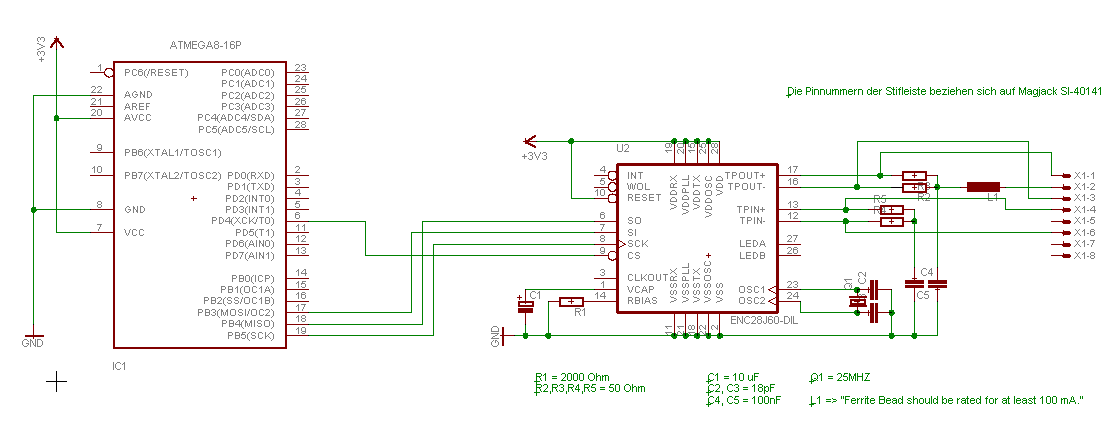 +3V3
ATMEGA8-16P
1 PC6(/RESET) PC0(ADC0) 23
PC1(ADC1) 24
22 AGND PC2(ADC2) 25
21 AREF PC3(ADC3) 26
20 AVCC PC4(ADC4/SDA) 27
PC5(ADC5/SCL) 28
9 PB6(XTAL1/TOSC1)
10 PB7(XTAL2/TOSC2) PD0(RXD) 2
PD1(TXD) 3
PD2(INT0) 4
8 GND PD3(INT1) 5
PD4(XCK/T0) 6
7 VCC PD5(T1) 11
PD6(AIN0) 12
PD7(AIN1) 13
PB0(ICP) 14
PB1(OC1A) 15
PB2(SS/OC1B) 16
PB3(MOSI/OC2) 17
PB4(MISO) 18
PB5(SCK) 19
GND
IC1
Die Pinnummern der Stifleiste beziehen sich auf Magjack SI-40141
+3V3
U2
19 20 15 25 28
VDDRX VDDPLL VDDTX VDDOSC VDD
4 INT TPOUT+ 17
5 WOL TPOUT- 16
10 RESET
TPIN+ 13
6 SO TPIN- 12
7 SI
8 SCK LEDA 27
9 CS LEDB 26
3 CLKOUT
1 VCAP OSC1 23
14 RBIAS OSC2 24
VSSRX VSSPLL VSSTX VSSOSC VSS
11 21 18 22 2
ENC28J60-DIL
C1
R1
GND
R2
R5
L1
Q1
C2
C4
C5
X1-1
X1-2
X1-3
X1-4
X1-5
X1-6
X1-7
X1-8
R1 = 2000 Ohm
R2,R3,R4,R5 = 50 Ohm
C1 = 10 uF
C2, C3 = 18pF
C4, C5 = 100nF
Q1 = 25MHZ
L1 => "Ferrite Bead should be rated for at least 100 mA."